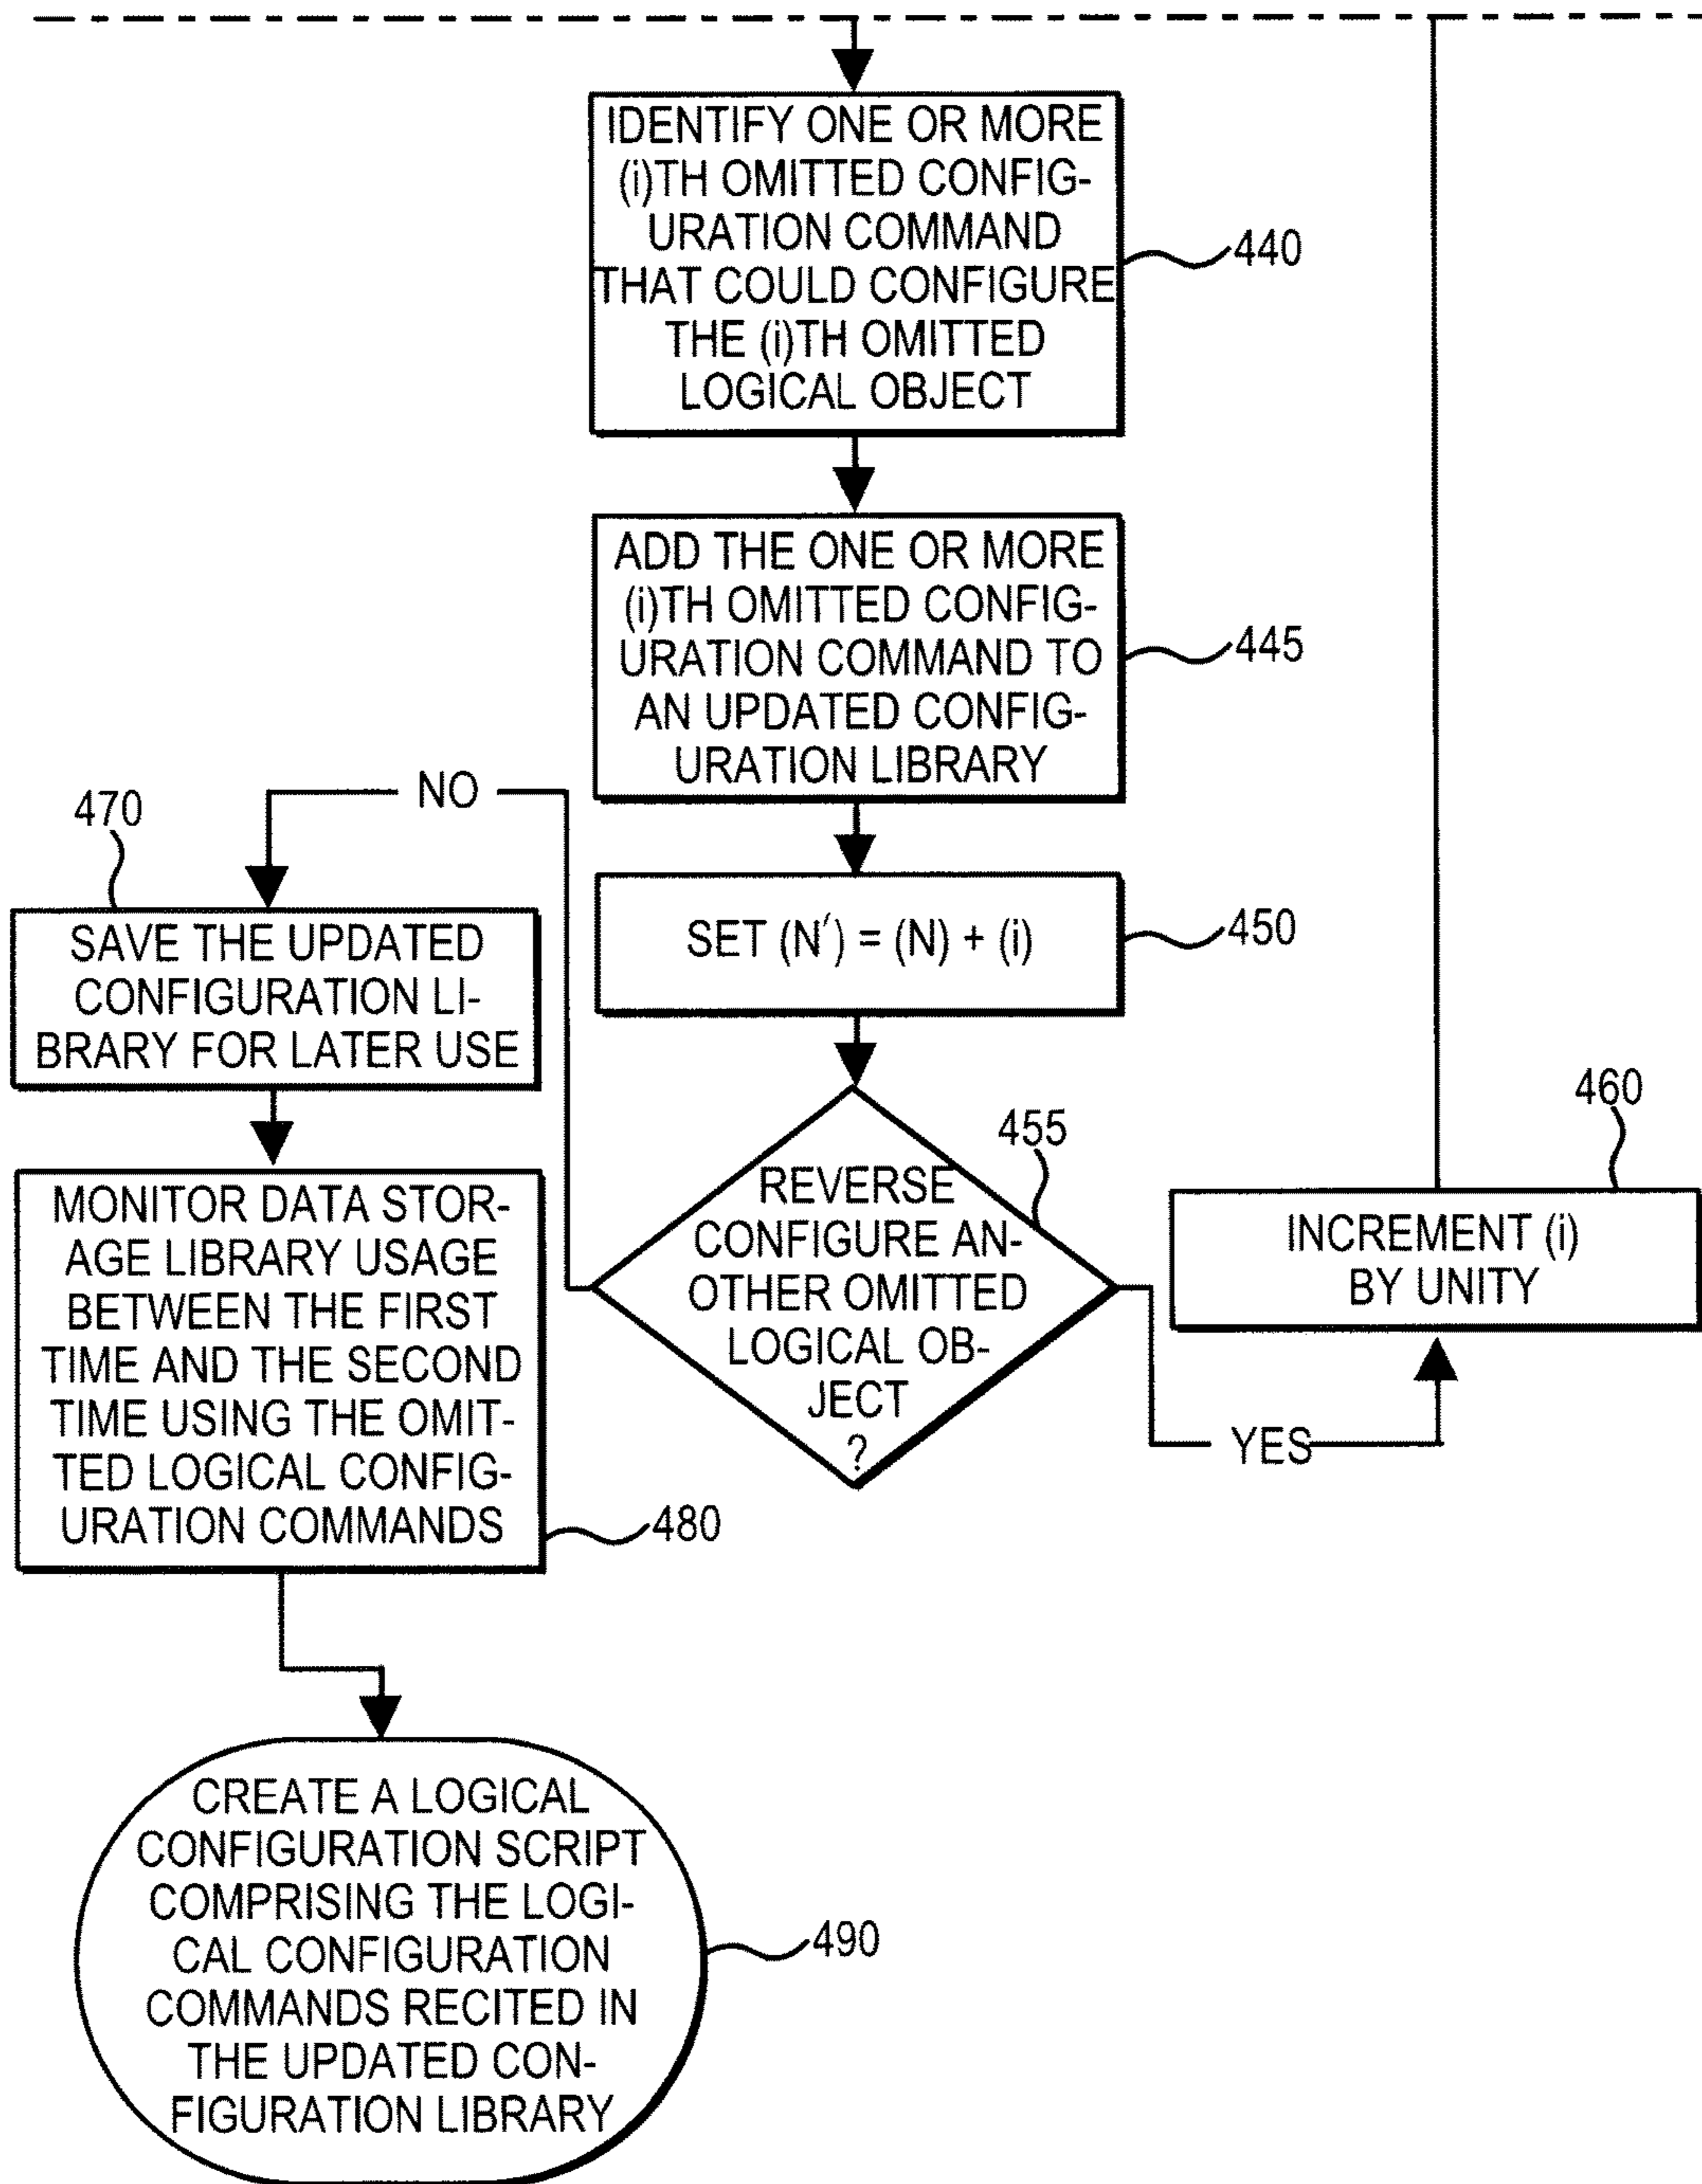 IDENTIFY ONE OR MORE
(i)TH OMITTED CONFIG-
URATION COMMAND
THAT COULD CONFIGURE
THE (i)TH OMITTED
LOGICAL OBJECT
440
ADD THE ONE OR MORE
(i)TH OMITTED CONFIG-
URATION COMMAND TO
AN UPDATED CONFIG-
URATION LIBRARY
445
NO
470
SAVE THE UPDATED
CONFIGURATION LI-
BRARY FOR LATER USE
SET (N′) = (N) + (i)
450
455
REVERSE
CONFIGURE AN-
OTHER OMITTED
LOGICAL OB-
JECT
?
460
INCREMENT (i)
BY UNITY
YES
MONITOR DATA STOR-
AGE LIBRARY USAGE
BETWEEN THE FIRST
TIME AND THE SECOND
TIME USING THE OMIT-
TED LOGICAL CONFIG-
URATION COMMANDS
480
CREATE A LOGICAL
CONFIGURATION SCRIPT
COMPRISING THE LOGI-
CAL CONFIGURATION
COMMANDS RECITED IN
THE UPDATED CON-
FIGURATION LIBRARY
490